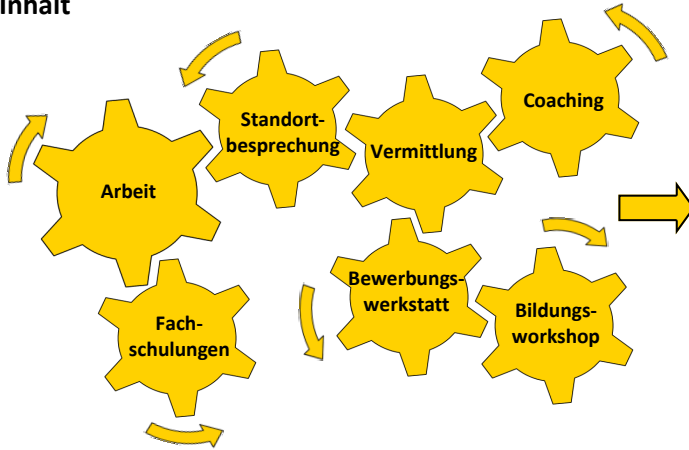 Inhalt
Coaching
Standort-
besprechung
Vermittlung
Arbeit
Bewerbungs-
werkstatt
Bildungs-
workshop
Fach-
schulungen